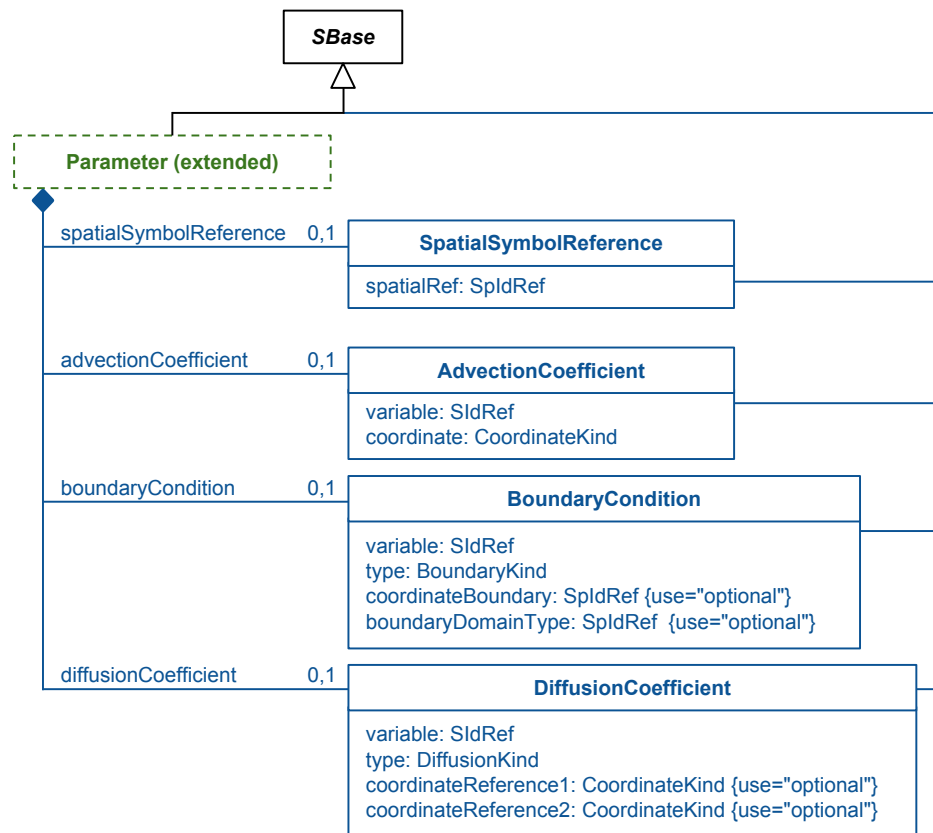 SBase
Parameter (extended)
spatialSymbolReference 0,1
SpatialSymbolReference
spatialRef: SpIdRef
advectionCoefficient 0,1
AdvectionCoefficient
variable: SIdRef
coordinate: CoordinateKind
boundaryCondition 0,1
BoundaryCondition
variable: SIdRef
type: BoundaryKind
coordinateBoundary: SpIdRef {use="optional"}
boundaryDomainType: SpIdRef {use="optional"}
diffusionCoefficient 0,1
DiffusionCoefficient
variable: SIdRef
type: DiffusionKind
coordinateReference1: CoordinateKind {use="optional"}
coordinateReference2: CoordinateKind {use="optional"}